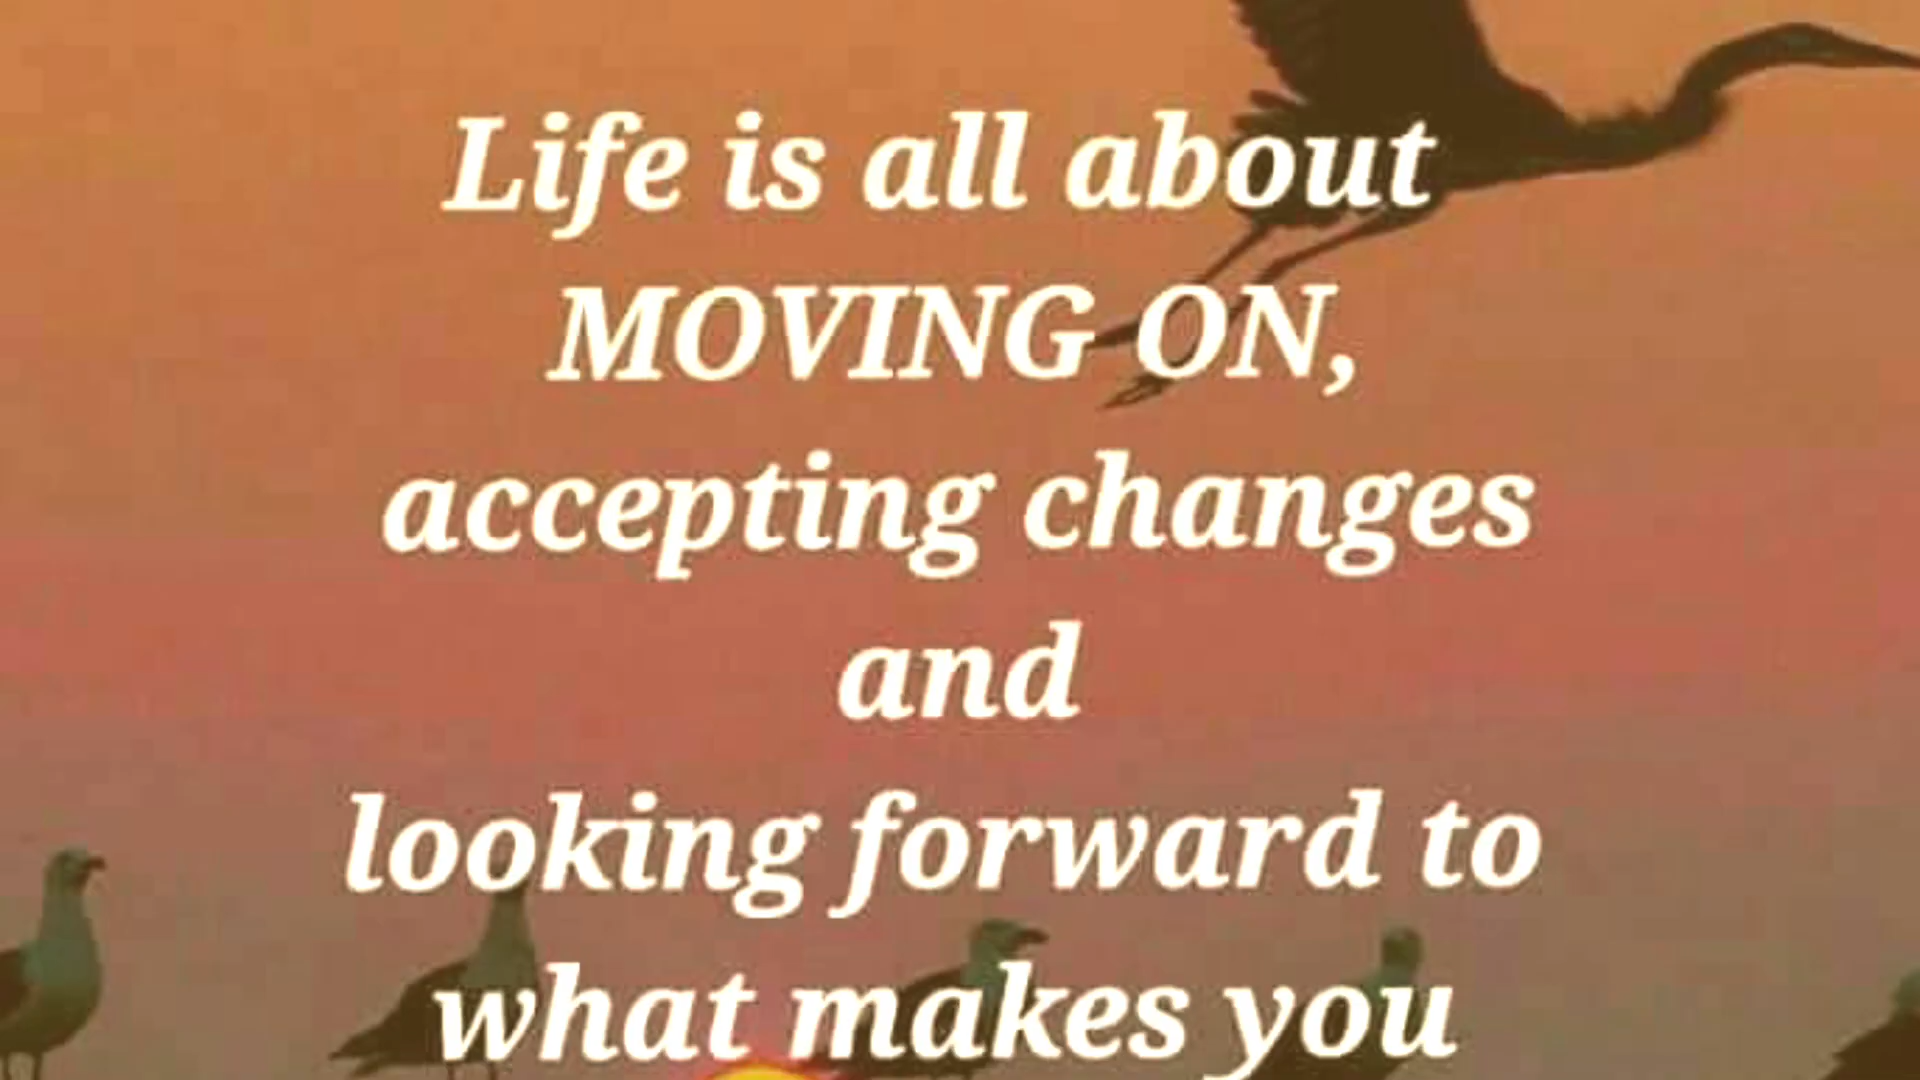 Life is all about
MOVING ON,
accepting changes
and
looking forward to
what makes you